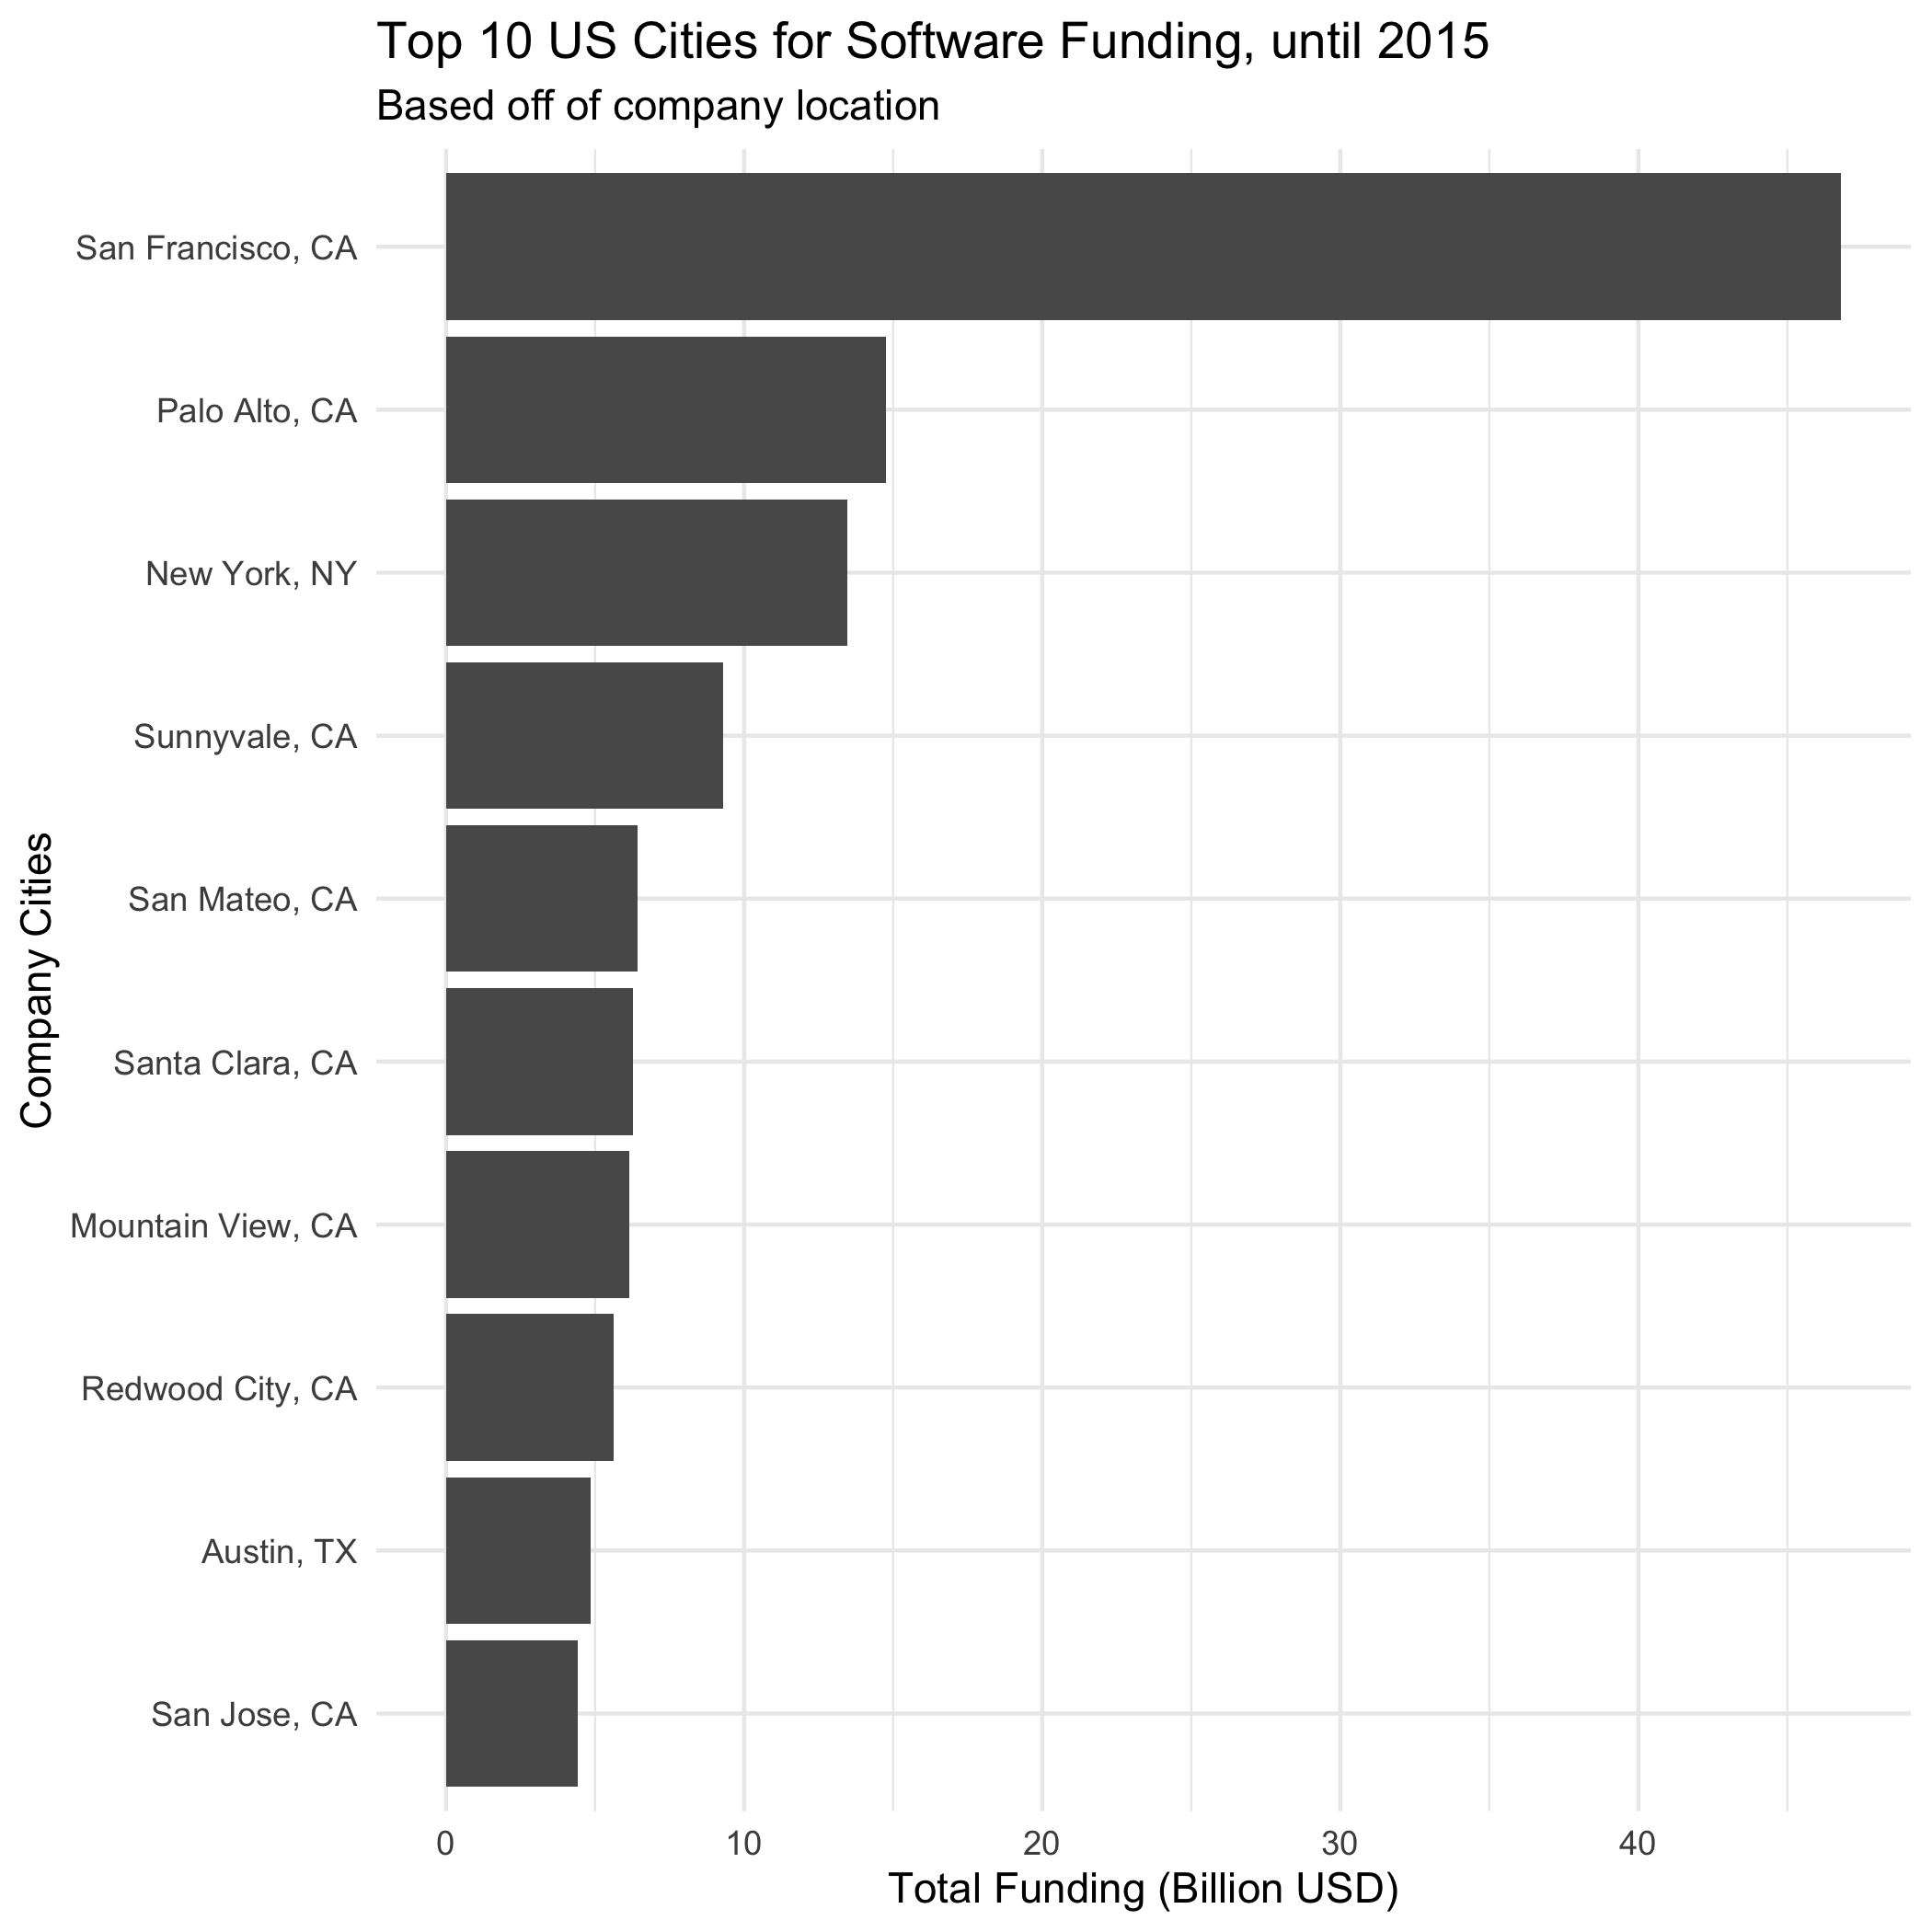 Top 10 US Cities for Software Funding, until 2015
Based off of company location
Company Cities
San Francisco, CA
Palo Alto, CA
New York, NY
Sunnyvale, CA
San Mateo, CA
Santa Clara, CA
Mountain View, CA
Redwood City, CA
Austin, TX
San Jose, CA
0 10 20 30 40
Total Funding (Billion USD)